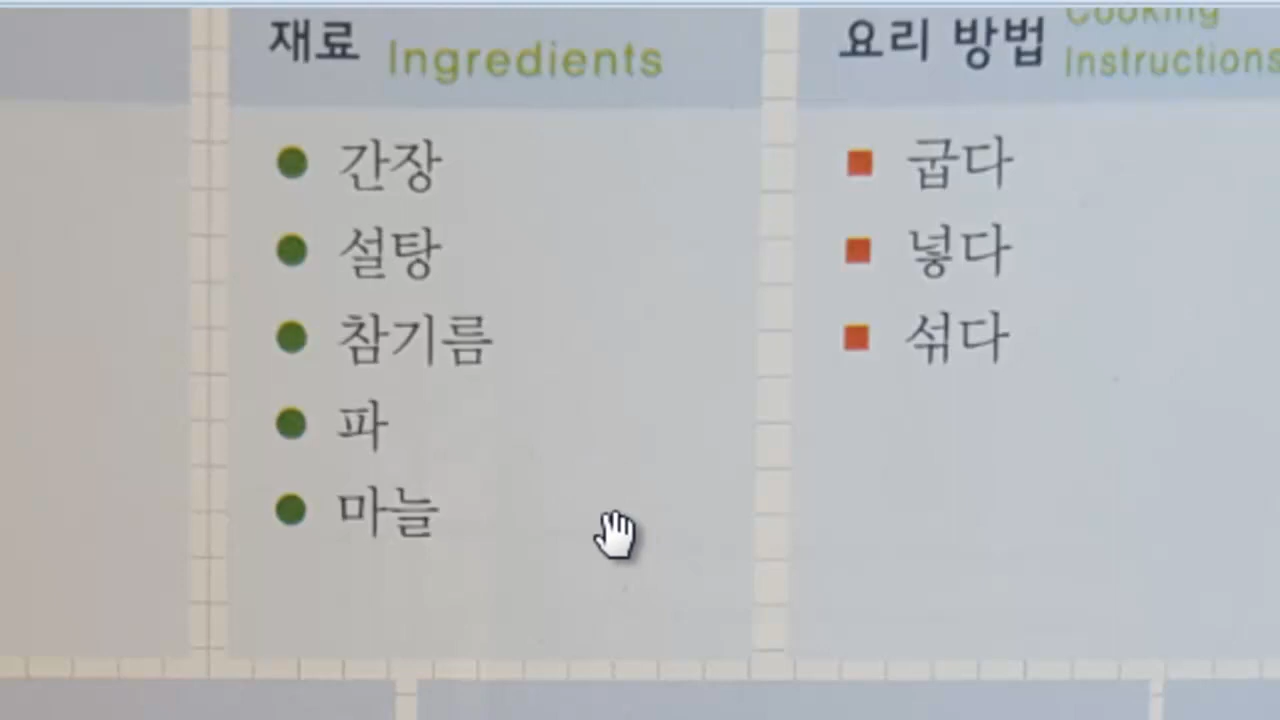 재료 Ingredients
간장
설탕
참기름
파
마늘
요리 방법 Cooking
Instructions
굽다
넣다
섞다